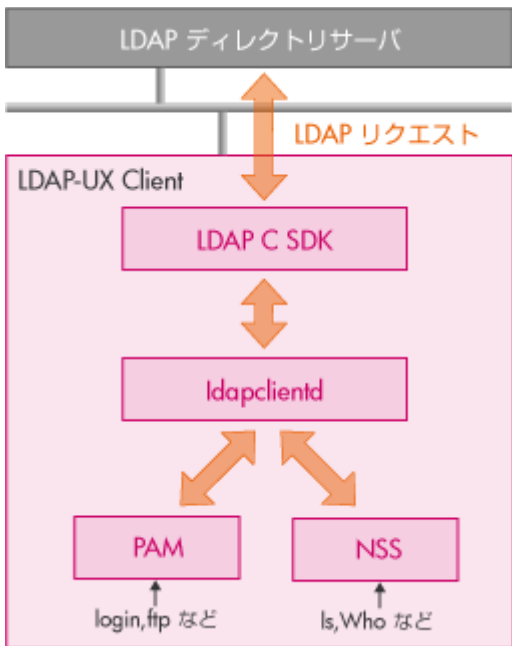 LDAP ディレクトリサーバ
LDAP リクエスト
LDAP-UX Client
LDAP C SDK
ldapclientd
PAM
NSS
login,ftp など
ls,Who など